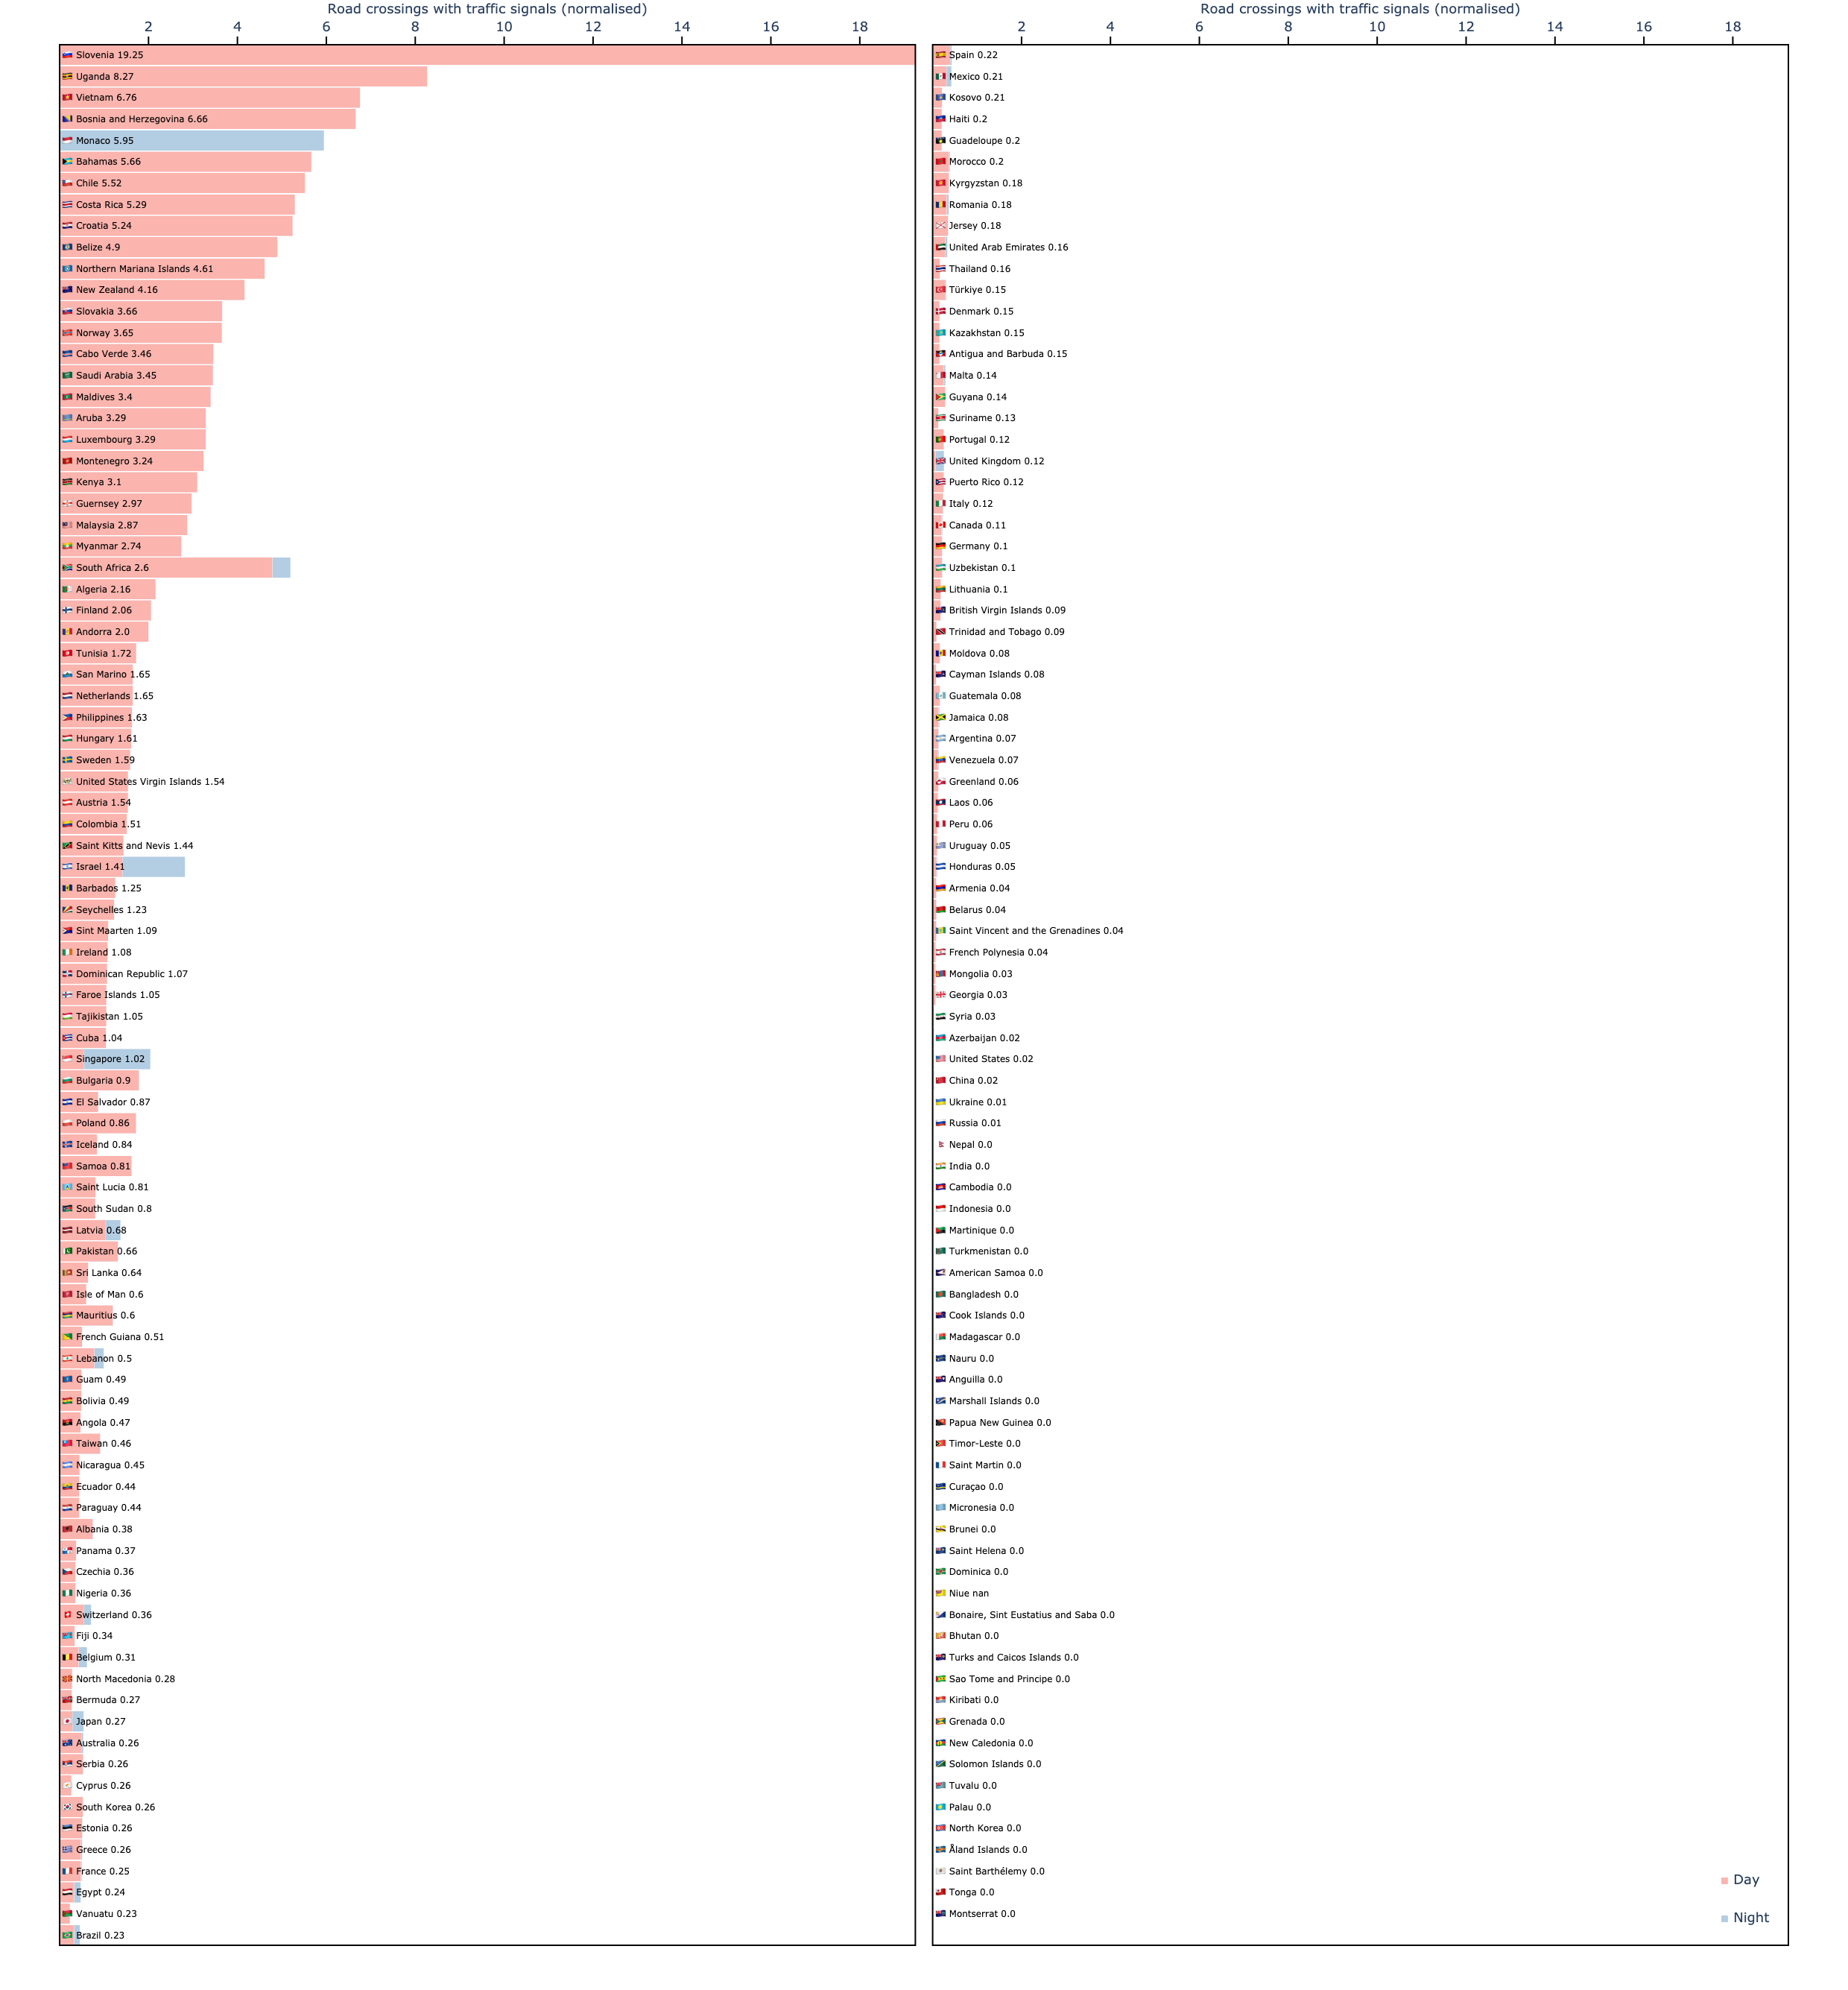 Road crossings with traffic signals (normalised)
2 4 6 8 10 12 14 16 18
Slovenia 19.25
Uganda 8.27
Vietnam 6.76
Bosnia and Herzegovina 6.66
Monaco 5.95
Bahamas 5.66
Chile 5.52
Costa Rica 5.29
Croatia 5.24
Belize 4.9
Northern Mariana Islands 4.61
New Zealand 4.16
Slovakia 3.66
Norway 3.65
Cabo Verde 3.46
Saudi Arabia 3.45
Maldives 3.4
Aruba 3.29
Luxembourg 3.29
Montenegro 3.24
Kenya 3.1
Guernsey 2.97
Malaysia 2.87
Myanmar 2.74
South Africa 2.6
Algeria 2.16
Finland 2.06
Andorra 2.0
Tunisia 1.72
San Marino 1.65
Netherlands 1.65
Philippines 1.63
Hungary 1.61
Sweden 1.59
United States Virgin Islands 1.54
Austria 1.54
Colombia 1.51
Saint Kitts and Nevis 1.44
Israel 1.41
Barbados 1.25
Seychelles 1.23
Sint Maarten 1.09
Ireland 1.08
Dominican Republic 1.07
Faroe Islands 1.05
Tajikistan 1.05
Cuba 1.04
Singapore 1.02
Bulgaria 0.9
El Salvador 0.87
Poland 0.86
Iceland 0.84
Samoa 0.81
Saint Lucia 0.81
South Sudan 0.8
Latvia 0.68
Pakistan 0.66
Sri Lanka 0.64
Isle of Man 0.6
Mauritius 0.6
French Guiana 0.51
Lebanon 0.5
Guam 0.49
Bolivia 0.49
Angola 0.47
Taiwan 0.46
Nicaragua 0.45
Ecuador 0.44
Paraguay 0.44
Albania 0.38
Panama 0.37
Czechia 0.36
Nigeria 0.36
Switzerland 0.36
Fiji 0.34
Belgium 0.31
North Macedonia 0.28
Bermuda 0.27
Japan 0.27
Australia 0.26
Serbia 0.26
Cyprus 0.26
South Korea 0.26
Estonia 0.26
Greece 0.26
France 0.25
Egypt 0.24
Vanuatu 0.23
Brazil 0.23
Road crossings with traffic signals (normalised)
2 4 6 8 10 12 14 16 18
Spain 0.22
Mexico 0.21
Kosovo 0.21
Haiti 0.2
Guadeloupe 0.2
Morocco 0.2
Kyrgyzstan 0.18
Romania 0.18
Jersey 0.18
United Arab Emirates 0.16
Thailand 0.16
Türkiye 0.15
Denmark 0.15
Kazakhstan 0.15
Antigua and Barbuda 0.15
Malta 0.14
Guyana 0.14
Suriname 0.13
Portugal 0.12
United Kingdom 0.12
Puerto Rico 0.12
Italy 0.12
Canada 0.11
Germany 0.1
Uzbekistan 0.1
Lithuania 0.1
British Virgin Islands 0.09
Trinidad and Tobago 0.09
Moldova 0.08
Cayman Islands 0.08
Guatemala 0.08
Jamaica 0.08
Argentina 0.07
Venezuela 0.07
Greenland 0.06
Laos 0.06
Peru 0.06
Uruguay 0.05
Honduras 0.05
Armenia 0.04
Belarus 0.04
Saint Vincent and the Grenadines 0.04
French Polynesia 0.04
Mongolia 0.03
Georgia 0.03
Syria 0.03
Azerbaijan 0.02
United States 0.02
China 0.02
Ukraine 0.01
Russia 0.01
Nepal 0.0
India 0.0
Cambodia 0.0
Indonesia 0.0
Martinique 0.0
Turkmenistan 0.0
American Samoa 0.0
Bangladesh 0.0
Cook Islands 0.0
Madagascar 0.0
Nauru 0.0
Anguilla 0.0
Marshall Islands 0.0
Papua New Guinea 0.0
Timor-Leste 0.0
Saint Martin 0.0
Curaçao 0.0
Micronesia 0.0
Brunei 0.0
Saint Helena 0.0
Dominica 0.0
Niue nan
Bonaire, Sint Eustatius and Saba 0.0
Bhutan 0.0
Turks and Caicos Islands 0.0
Sao Tome and Principe 0.0
Kiribati 0.0
Grenada 0.0
New Caledonia 0.0
Solomon Islands 0.0
Tuvalu 0.0
Palau 0.0
North Korea 0.0
Åland Islands 0.0
Saint Barthélemy 0.0
Tonga 0.0
Montserrat 0.0
Day
Night